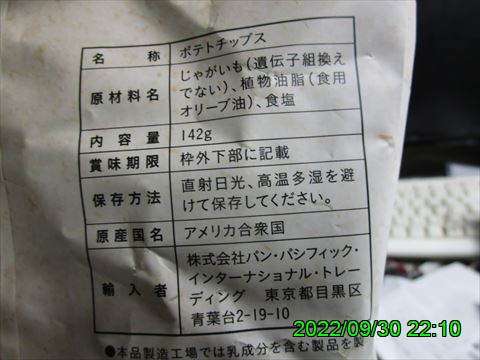 名称 ポテトチップス
原材料名 じゃがいも(遺伝子組換え
でない)、植物油脂(食用
オリーブ油)、食塩
内容量 142g
賞味期限 枠外下部に記載
保存方法 直射日光、高温多湿を避
けて保存してください。
原産国名 アメリカ合衆国
輸入者 株式会社パン・パシフィック・
インターナショナル・トレー
ディング 東京都目黒区
青葉台2-19-10
●本品製造工場では乳成分を含む製品を製
2022/09/30 22:10